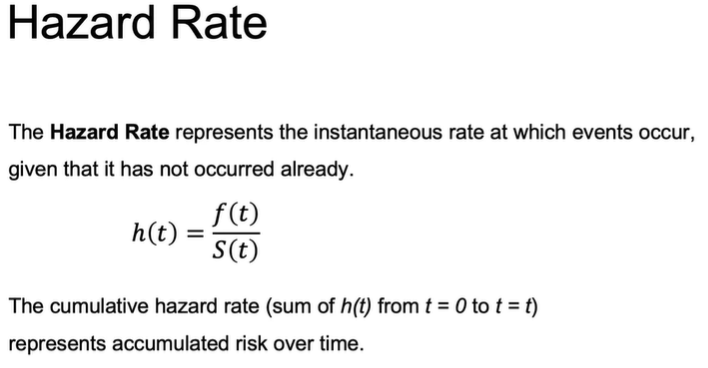 Hazard Rate
The Hazard Rate represents the instantaneous rate at which events occur,
given that it has not occurred already.
h(t) = f(t) / S(t)
The cumulative hazard rate (sum of h(t) from t = 0 to t = t)
represents accumulated risk over time.